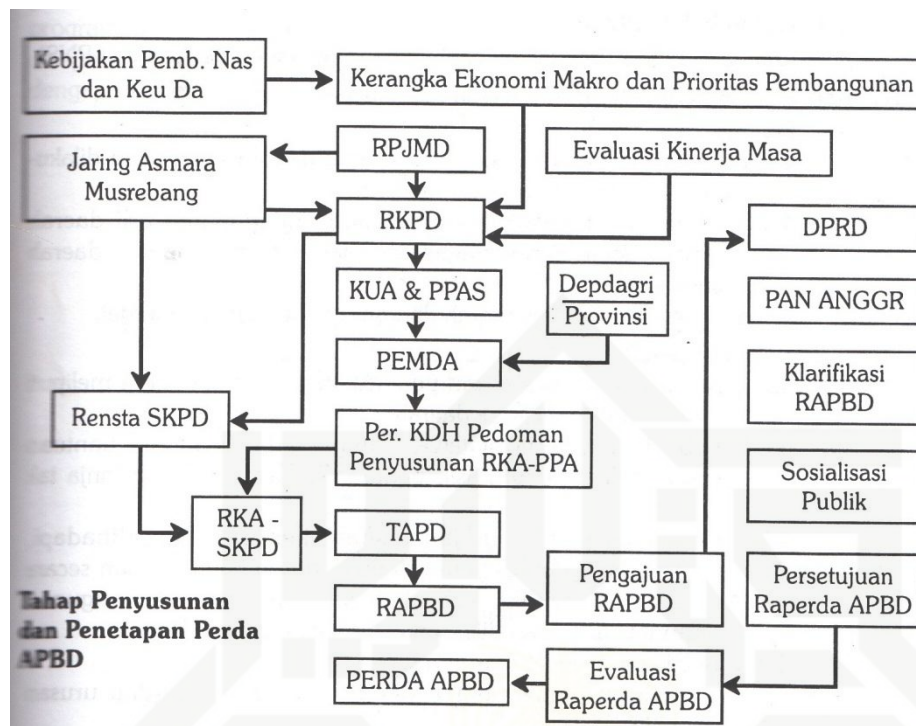 Kebijakan Pemb. Nas
dan Keu Da
Kerangka Ekonomi Makro dan Prioritas Pembangunan
Jaring Asmara
Musrebang
RPJMD
Evaluasi Kinerja Masa
RKPD
DPRD
KUA & PPAS
Depdagri
Provinsi
PAN ANGGR
PEMDA
Klarifikasi
RAPBD
Rensta SKPD
Per. KDH Pedoman
Penyusunan RKA-PPA
Sosialisasi
Publik
RKA -
SKPD
TAPD
Pengajuan
RAPBD
Persetujuan
Raperda APBD
RAPBD
Tahap Penyusunan
dan Penetapan Perda
APBD
PERDA APBD
Evaluasi
Raperda APBD
urusan